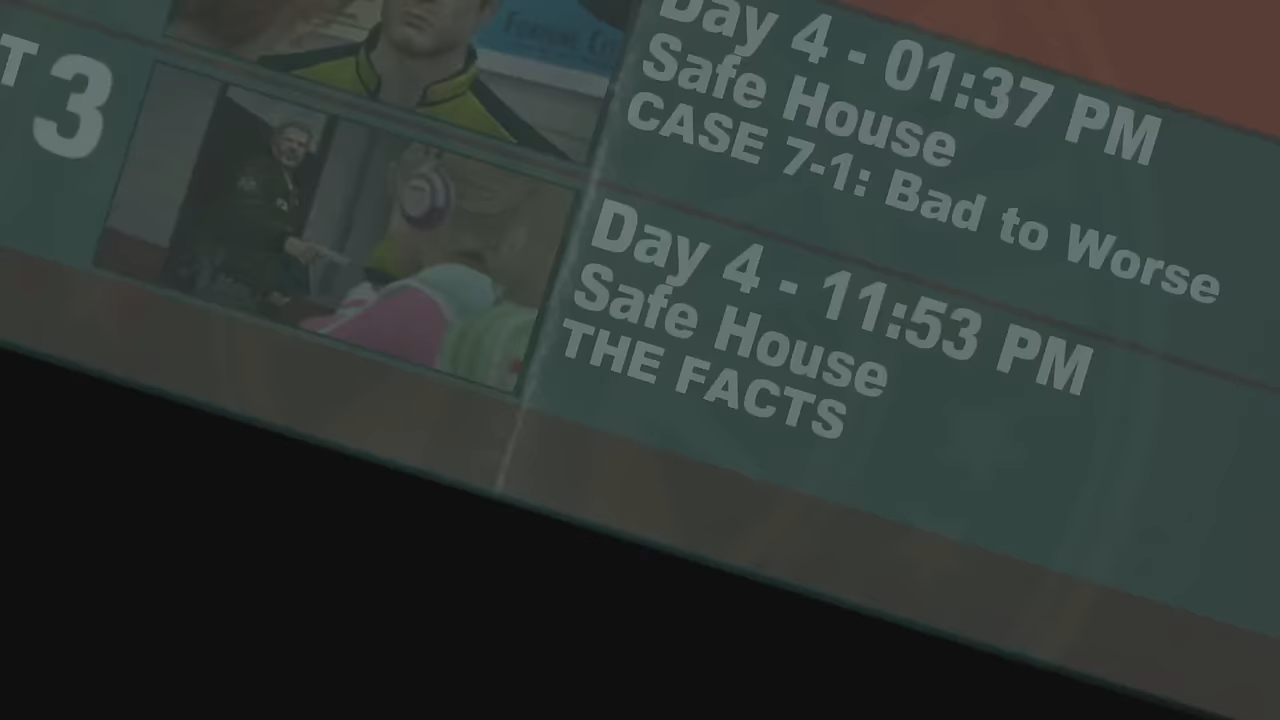 Day 4 - 01:37 PM
Safe House
CASE 7-1: Bad to Worse
T 3
Day 4 - 11:53 PM
Safe House
THE FACTS